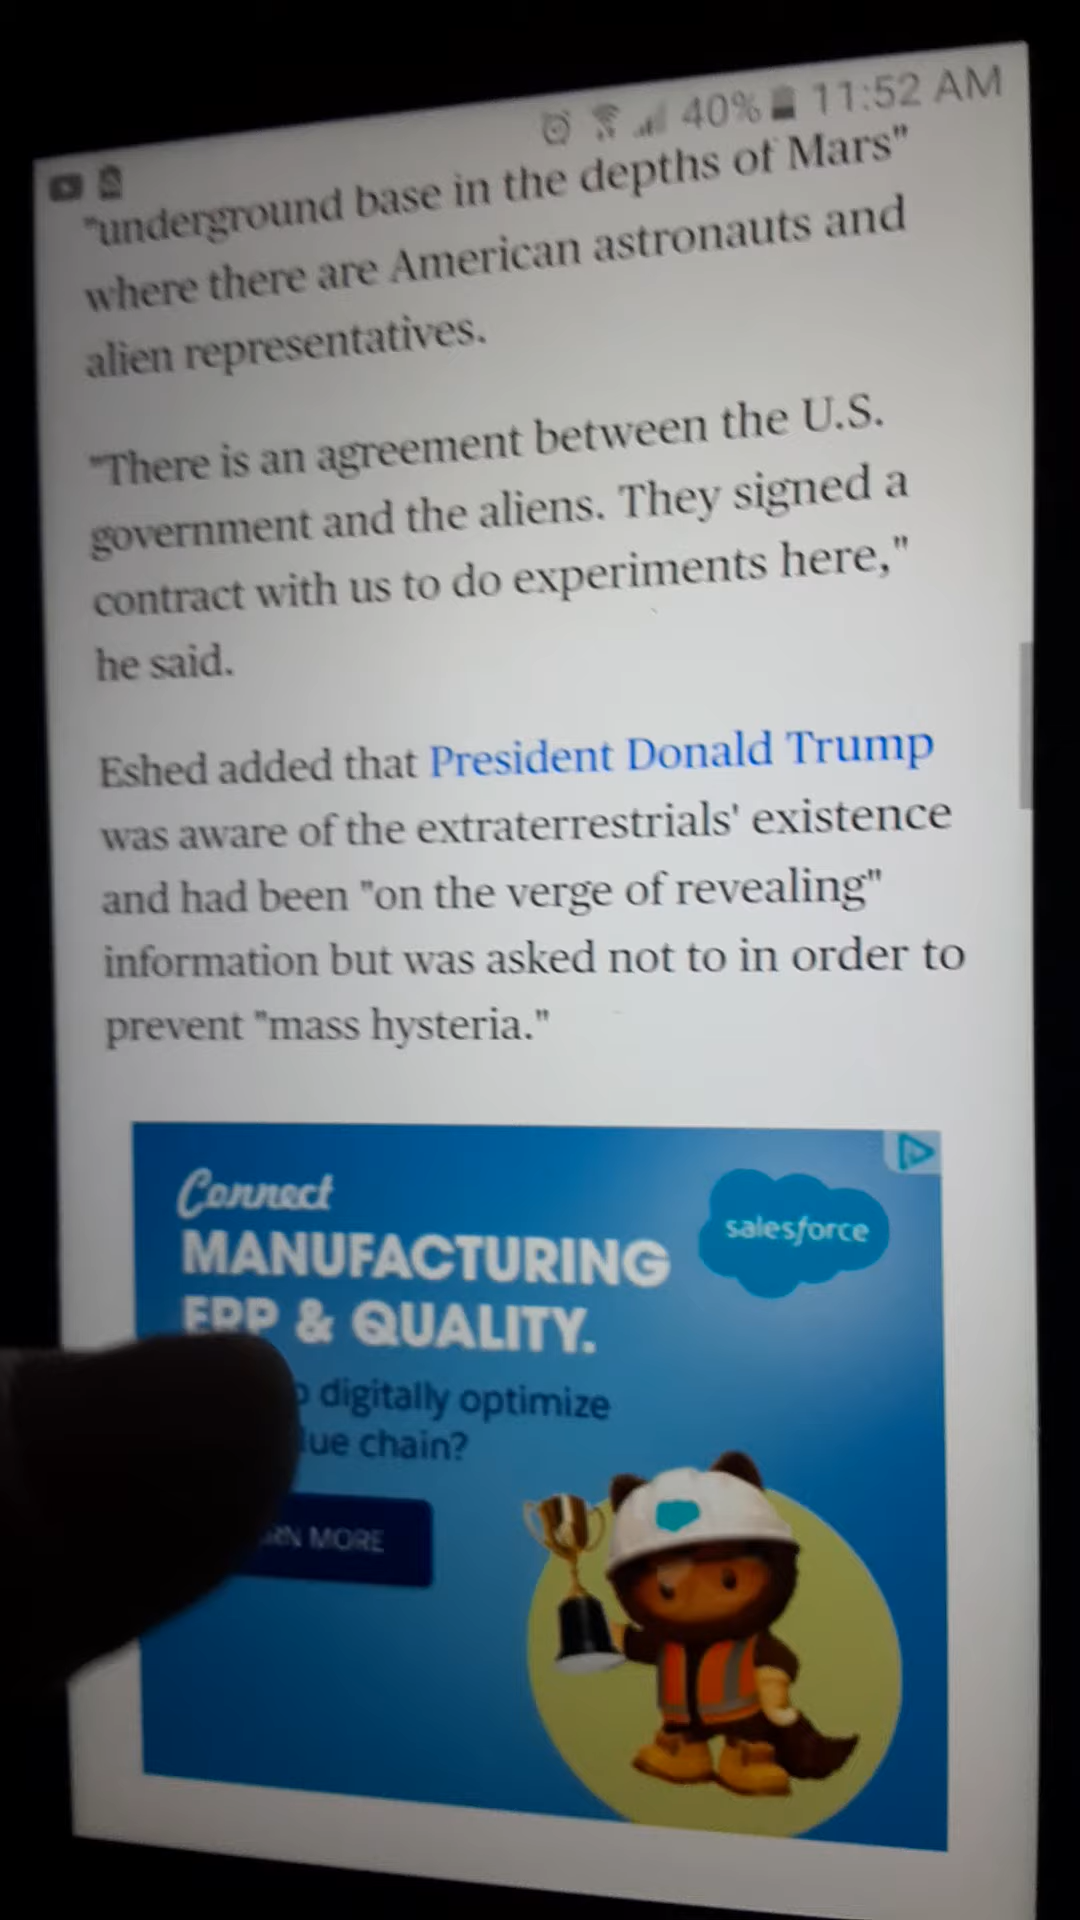 40% 11:52 AM
"underground base in the depths of Mars"
where there are American astronauts and
alien representatives.
"There is an agreement between the U.S.
government and the aliens. They signed a
contract with us to do experiments here,"
he said.
Eshed added that President Donald Trump
was aware of the extraterrestrials' existence
and had been "on the verge of revealing"
information but was asked not to in order to
prevent "mass hysteria."
Connect
salesforce
MANUFACTURING
ERP & QUALITY.
digitally optimize
chain?
MORE